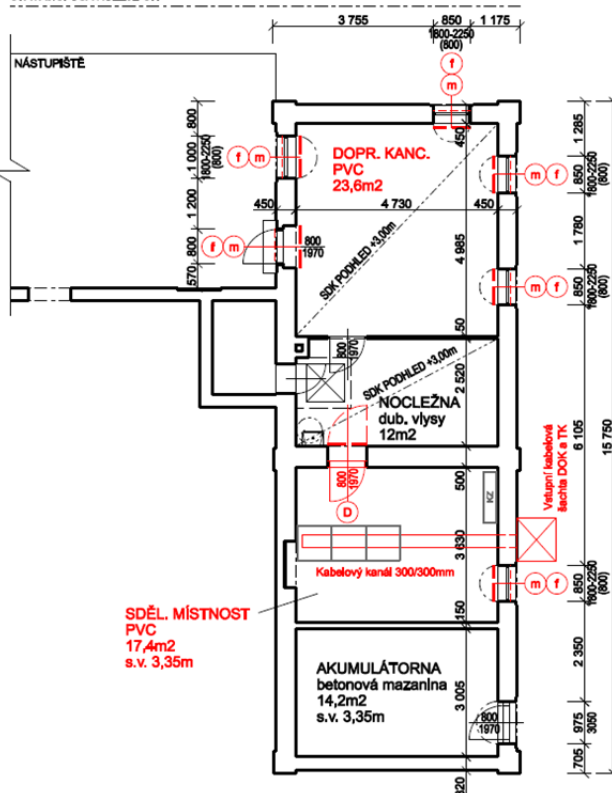 3 755
850
1 175
1800-2250
(800)
NÁSTUPIŠTĚ
f
m
800
1 000
1800-2250
(800)
1 200
800
570
f m
f m
450
DOPR. KANC.
PVC
23,6m2
450
4 730
450
800
1970
SDK PODHLED +3,00m
4 985
m f
m f
1 285
850
1800-2250
(800)
1 780
850
1800-2250
(800)
50
800
1970
SDK PODHLED +3,00m
NOCLEŽNA
dub. vlysy
12m2
2 520
6 105
15 750
Vstupní kabelová
šachta DOK a TK
800
1970
D
500
KZ
3 630
Kabelový kanál 300/300mm
m f
850
1800-2250
(800)
SDĚL. MÍSTNOST
PVC
17,4m2
s.v. 3,35m
150
AKUMULÁTORNA
betonová mazanina
14,2m2
s.v. 3,35m
3 005
2 350
800
1970
975
3050
705